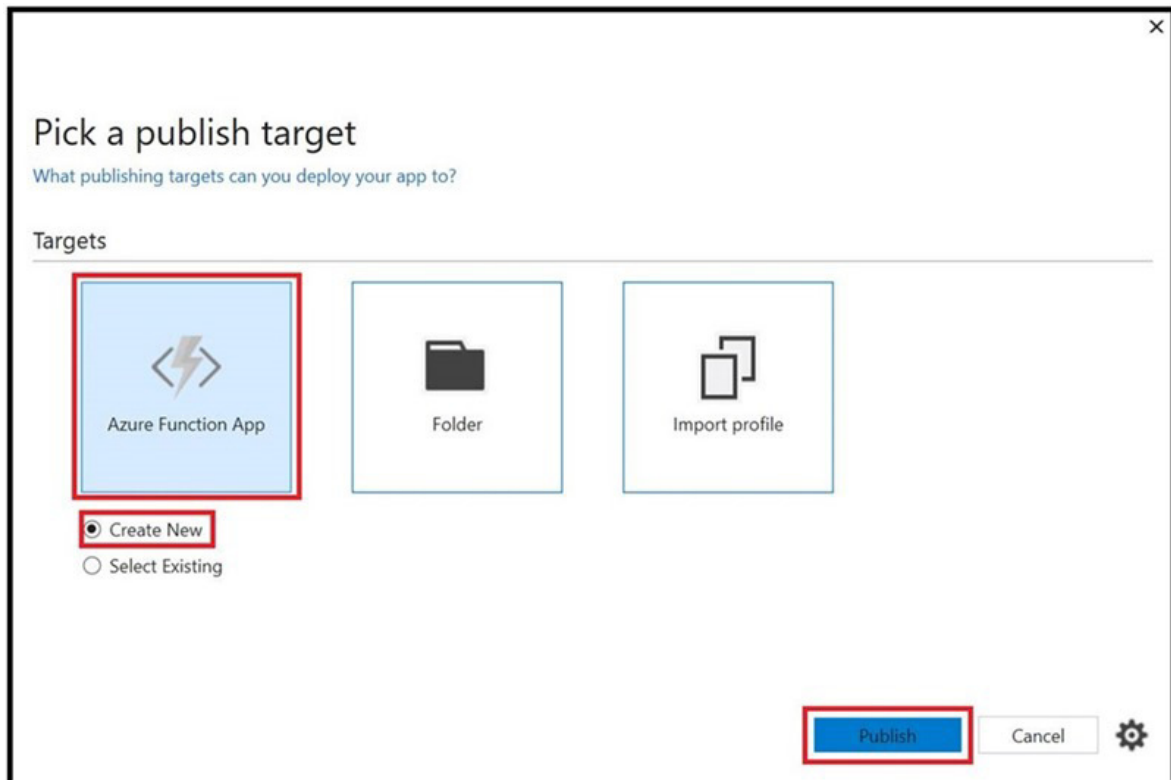 Pick a publish target
What publishing targets can you deploy your app to?
Targets
Azure Function App
Folder
Import profile
Create New
Select Existing
Publish
Cancel